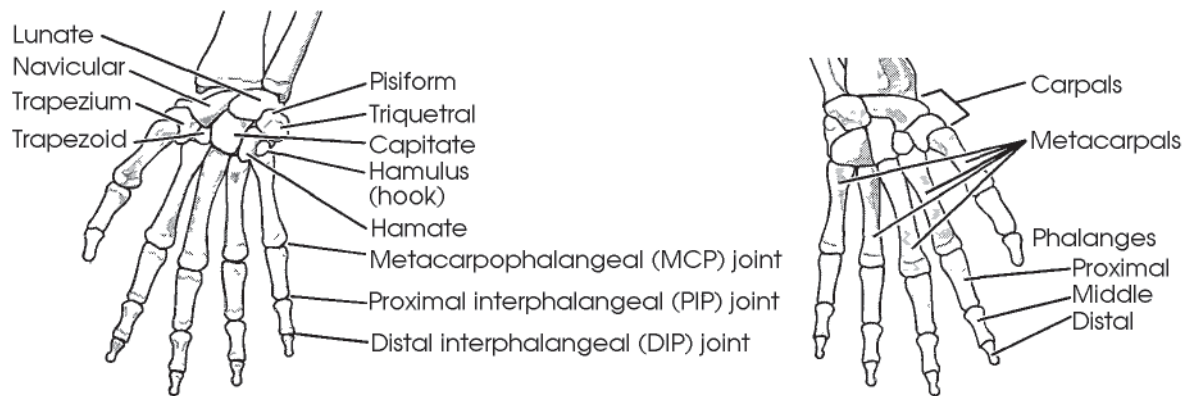 Lunate
Navicular
Trapezium
Trapezoid
Pisiform
Triquetral
Capitate
Hamulus
(hook)
Hamate
Metacarpophalangeal (MCP) joint
Proximal interphalangeal (PIP) joint
Distal interphalangeal (DIP) joint
Carpals
Metacarpals
Phalanges
Proximal
Middle
Distal